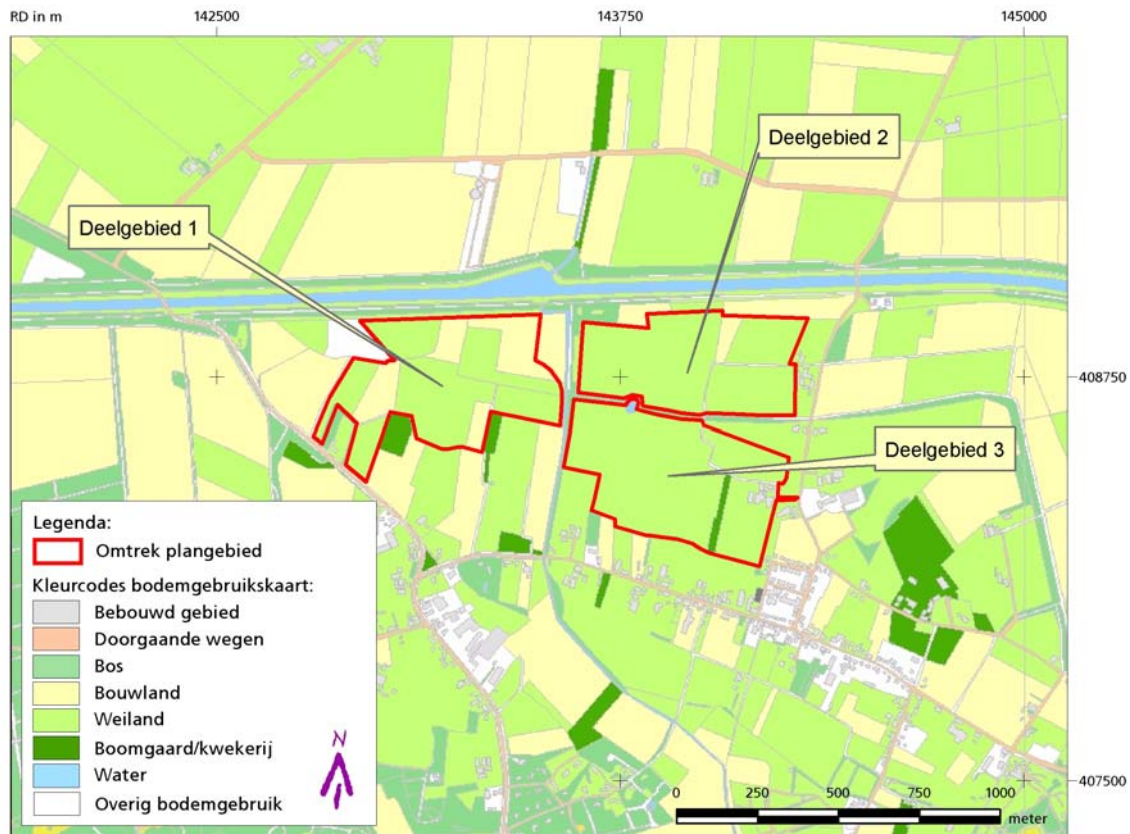 RD in m
142500
143750
145000
Deelgebied 2
Deelgebied 1
408750
Deelgebied 3
Legenda:
Omtrek plangebied
Kleurcodes bodemgebruikskaart:
Bebouwd gebied
Doorgaande wegen
Bos
Bouwland
Weiland
Boomgaard/kwekerij
Water
Overig bodemgebruik
N
407500
0 250 500 750 1000
meter